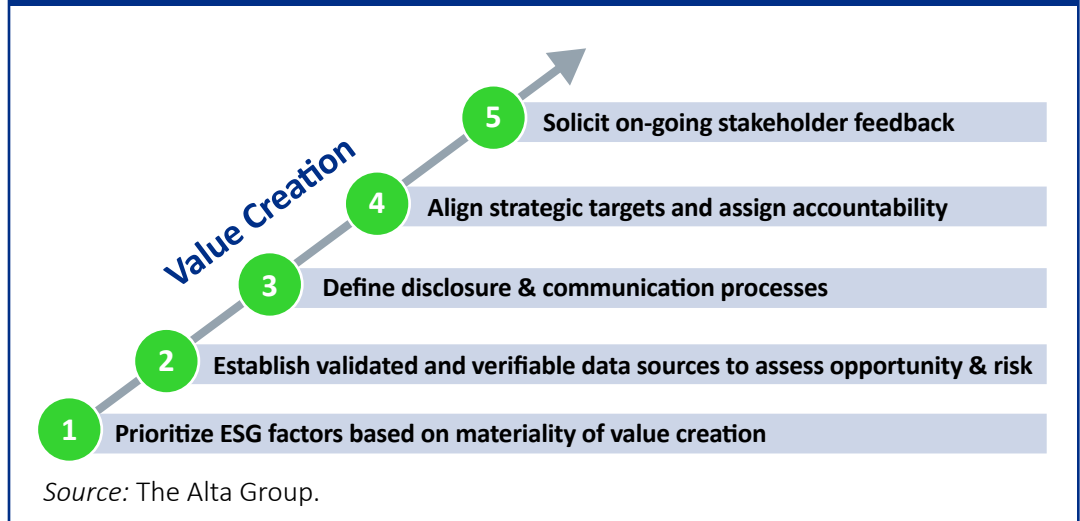 5
Solicit on-going stakeholder feedback
Value Creation
4
Align strategic targets and assign accountability
3
Define disclosure & communication processes
2
Establish validated and verifiable data sources to assess opportunity & risk
1
Prioritize ESG factors based on materiality of value creation
Source: The Alta Group.